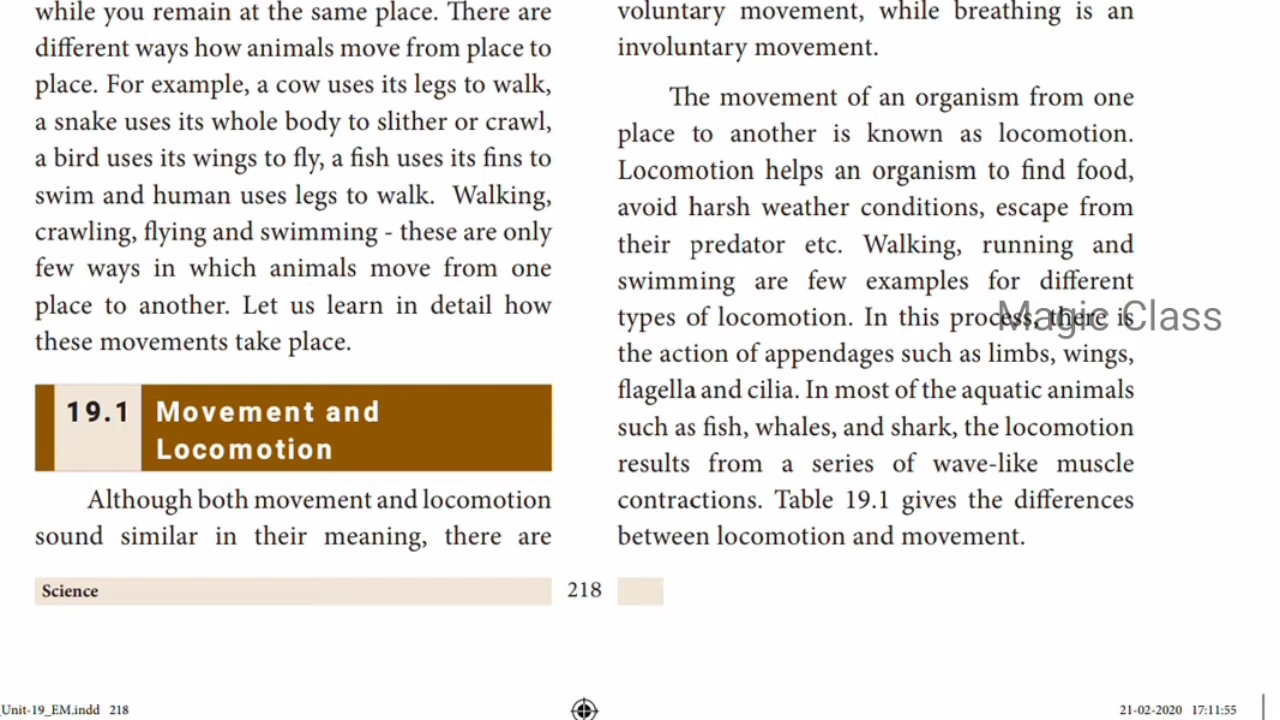 while you remain at the same place. There are
different ways how animals move from place to
place. For example, a cow uses its legs to walk,
a snake uses its whole body to slither or crawl,
a bird uses its wings to fly, a fish uses its fins to
swim and human uses legs to walk. Walking,
crawling, flying and swimming - these are only
few ways in which animals move from one
place to another. Let us learn in detail how
these movements take place.
19.1 Movement and
Locomotion
Although both movement and locomotion
sound similar in their meaning, there are
voluntary movement, while breathing is an
involuntary movement.
The movement of an organism from one
place to another is known as locomotion.
Locomotion helps an organism to find food,
avoid harsh weather conditions, escape from
their predator etc. Walking, running and
swimming are few examples for different
types of locomotion. In this process, there is
the action of appendages such as limbs, wings,
flagella and cilia. In most of the aquatic animals
such as fish, whales, and shark, the locomotion
results from a series of wave-like muscle
contractions. Table 19.1 gives the differences
between locomotion and movement.
Magic Class
Science
218
_Unit-19_EM.indd 218
21-02-2020 17:11:55